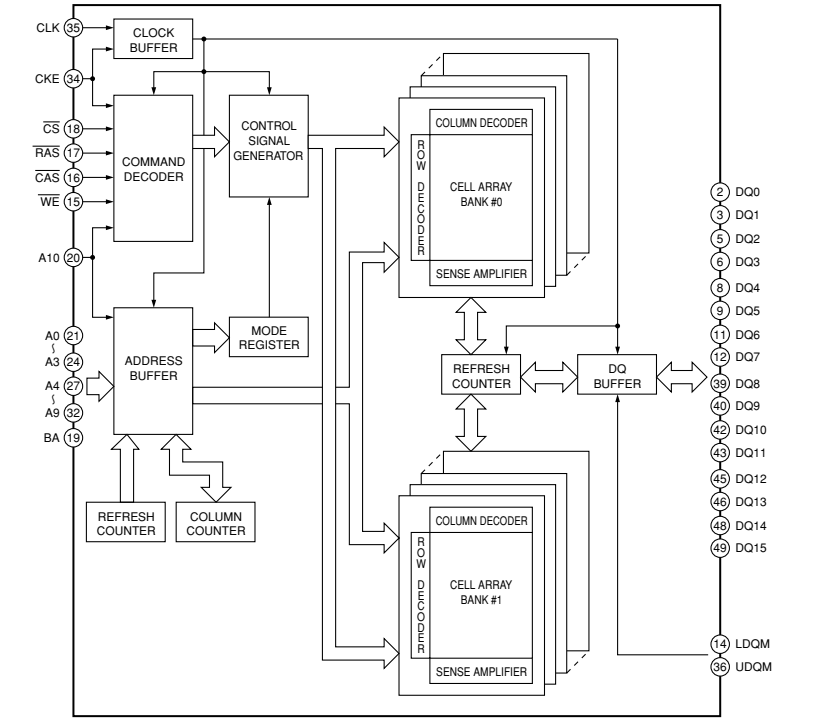 CLK 35
CLOCK
BUFFER
CKE 34
CS 18
RAS 17
CAS 16
WE 15
COMMAND
DECODER
CONTROL
SIGNAL
GENERATOR
A10 20
A0 21
~
A3 24
A4 27
~
A9 32
BA 19
ADDRESS
BUFFER
MODE
REGISTER
REFRESH
COUNTER
COLUMN
COUNTER
COLUMN DECODER
ROW DECODER
CELL ARRAY
BANK #0
SENSE AMPLIFIER
REFRESH
COUNTER
DQ
BUFFER
COLUMN DECODER
ROW DECODER
CELL ARRAY
BANK #1
SENSE AMPLIFIER
2 DQ0
3 DQ1
5 DQ2
6 DQ3
8 DQ4
9 DQ5
11 DQ6
12 DQ7
39 DQ8
40 DQ9
42 DQ10
43 DQ11
45 DQ12
46 DQ13
48 DQ14
49 DQ15
14 LDQM
36 UDQM